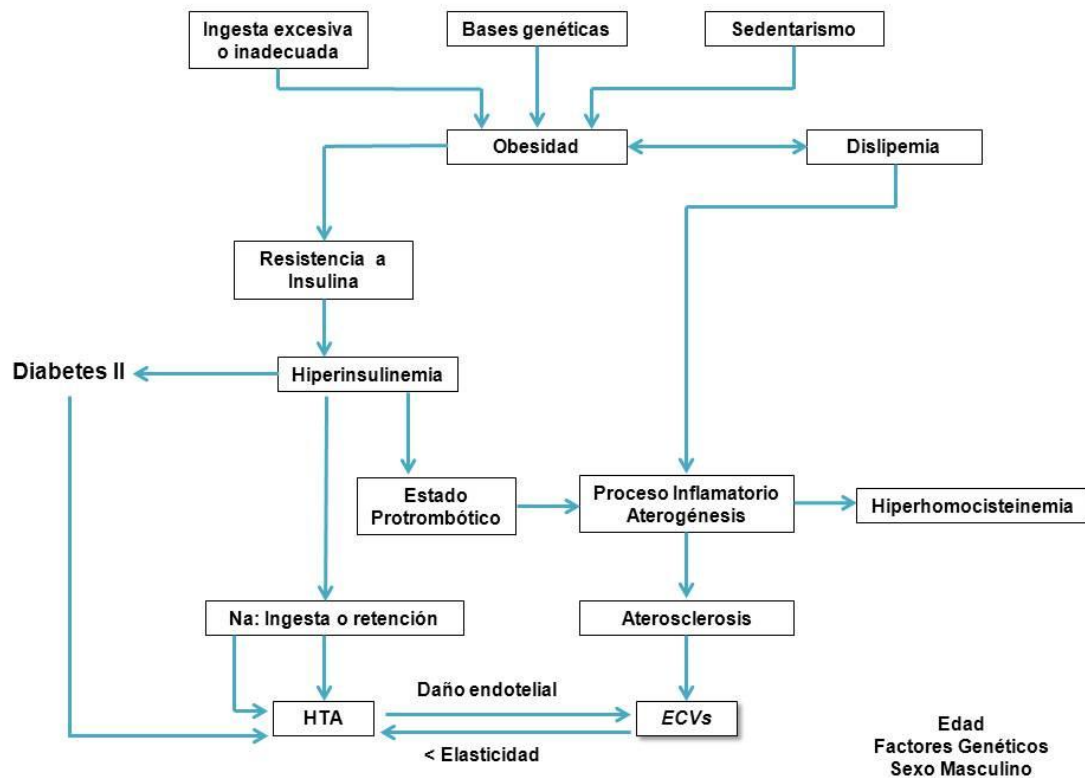 Ingesta excesiva
o inadecuada
Bases genéticas
Sedentarismo
Obesidad
Dislipemia
Resistencia a
Insulina
Diabetes II
Hiperinsulinemia
Estado
Protrombótico
Proceso Inflamatorio
Aterogénesis
Hiperhomocisteinemia
Na: Ingesta o retención
Aterosclerosis
Daño endotelial
HTA
ECVs
< Elasticidad
Edad
Factores Genéticos
Sexo Masculino